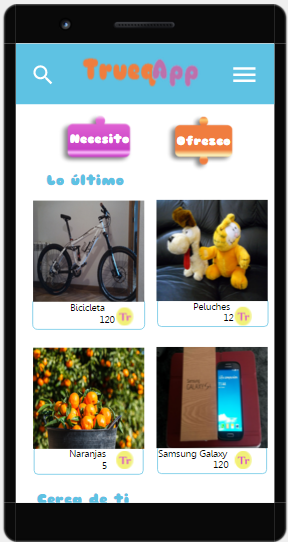 TrueqApp
Necesito
Ofrezco
Lo último
Bicicleta
120 Tr
Peluches
12 Tr
Naranjas
5 Tr
Samsung Galaxy
120 Tr
Cerca de ti